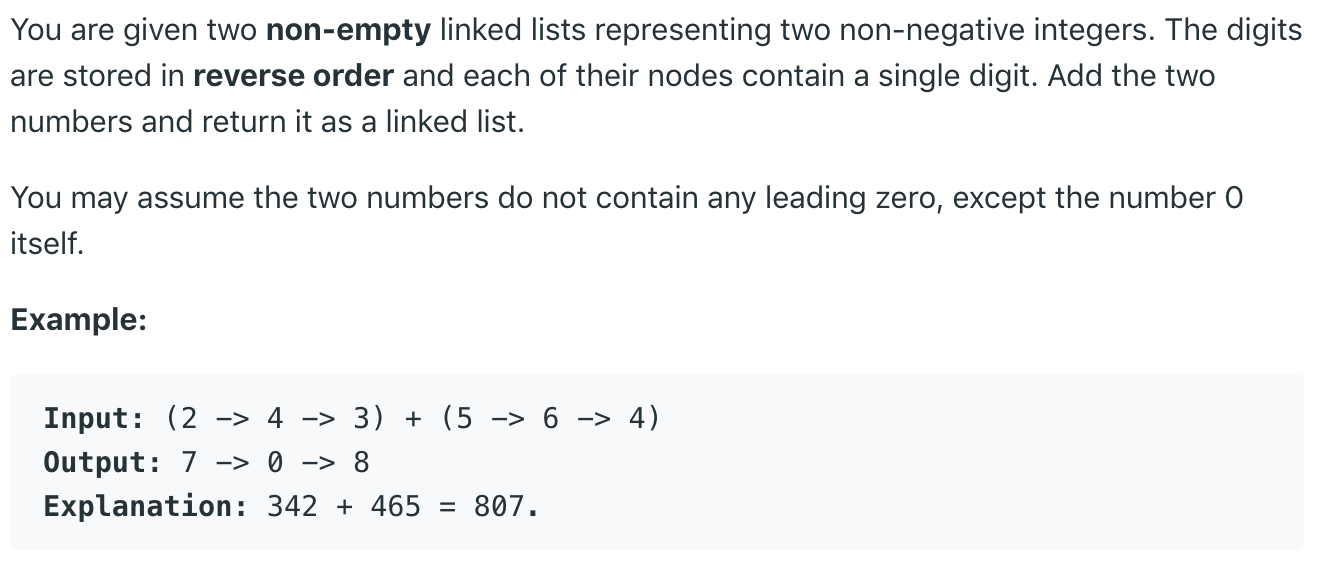 You are given two non-empty linked lists representing two non-negative integers. The digits
are stored in reverse order and each of their nodes contain a single digit. Add the two
numbers and return it as a linked list.
You may assume the two numbers do not contain any leading zero, except the number 0
itself.
Example:
Input: (2 -> 4 -> 3) + (5 -> 6 -> 4)
Output: 7 -> 0 -> 8
Explanation: 342 + 465 = 807.